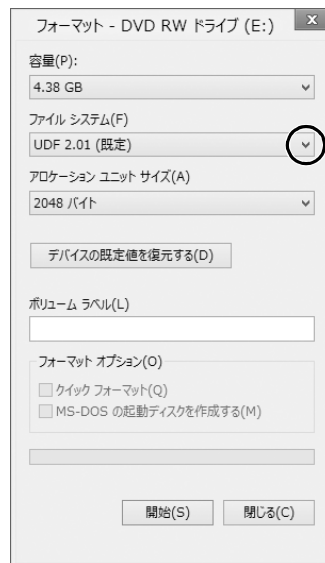 フォーマット - DVD RW ドライブ (E:)
x
容量(P):
4.38 GB
ファイル システム(F)
UDF 2.01 (既定)
アロケーション ユニット サイズ(A)
2048 バイト
デバイスの既定値を復元する(D)
ボリューム ラベル(L)
フォーマット オプション(O)
クイック フォーマット(Q)
MS-DOS の起動ディスクを作成する(M)
開始(S)
閉じる(C)